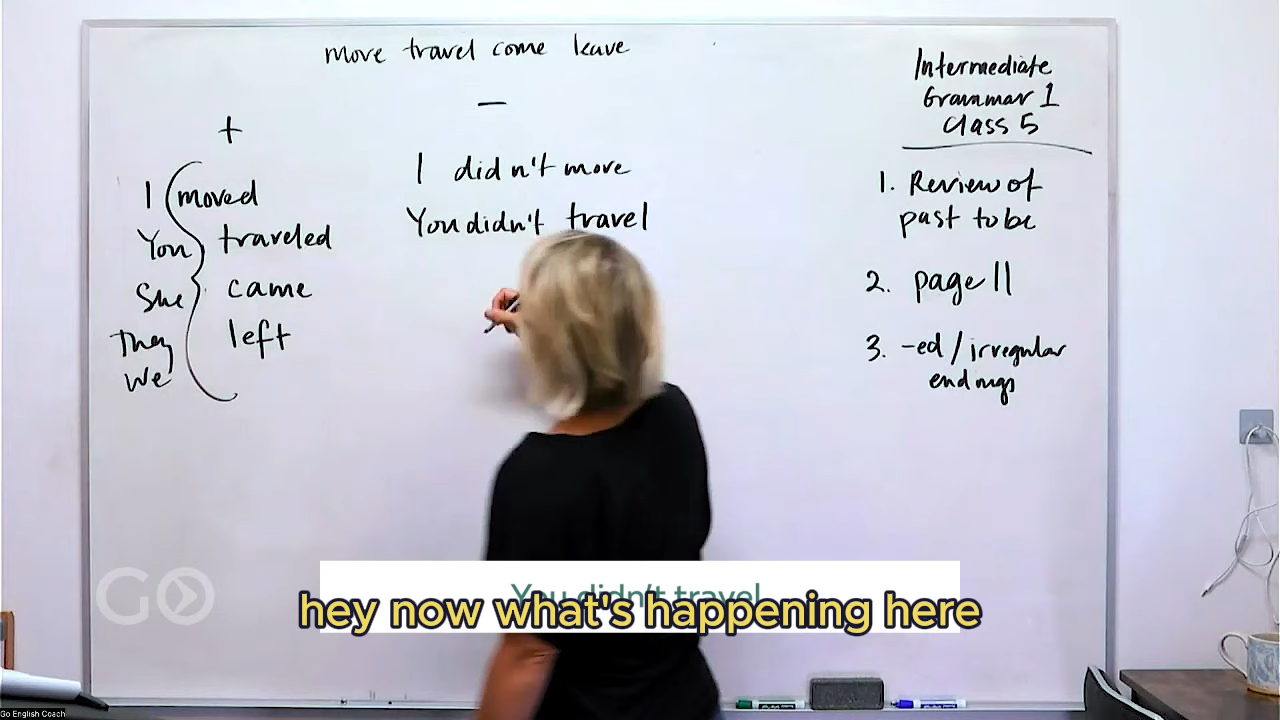 move travel come leave
+
I moved
You traveled
She came
They left
We
—
I didn't move
You didn't travel
Intermediate
Grammar 1
Class 5
1. Review of
past to be
2. page 11
3. -ed / irregular
endings
GO
You didn't travel
hey now what's happening here
Go English Coach